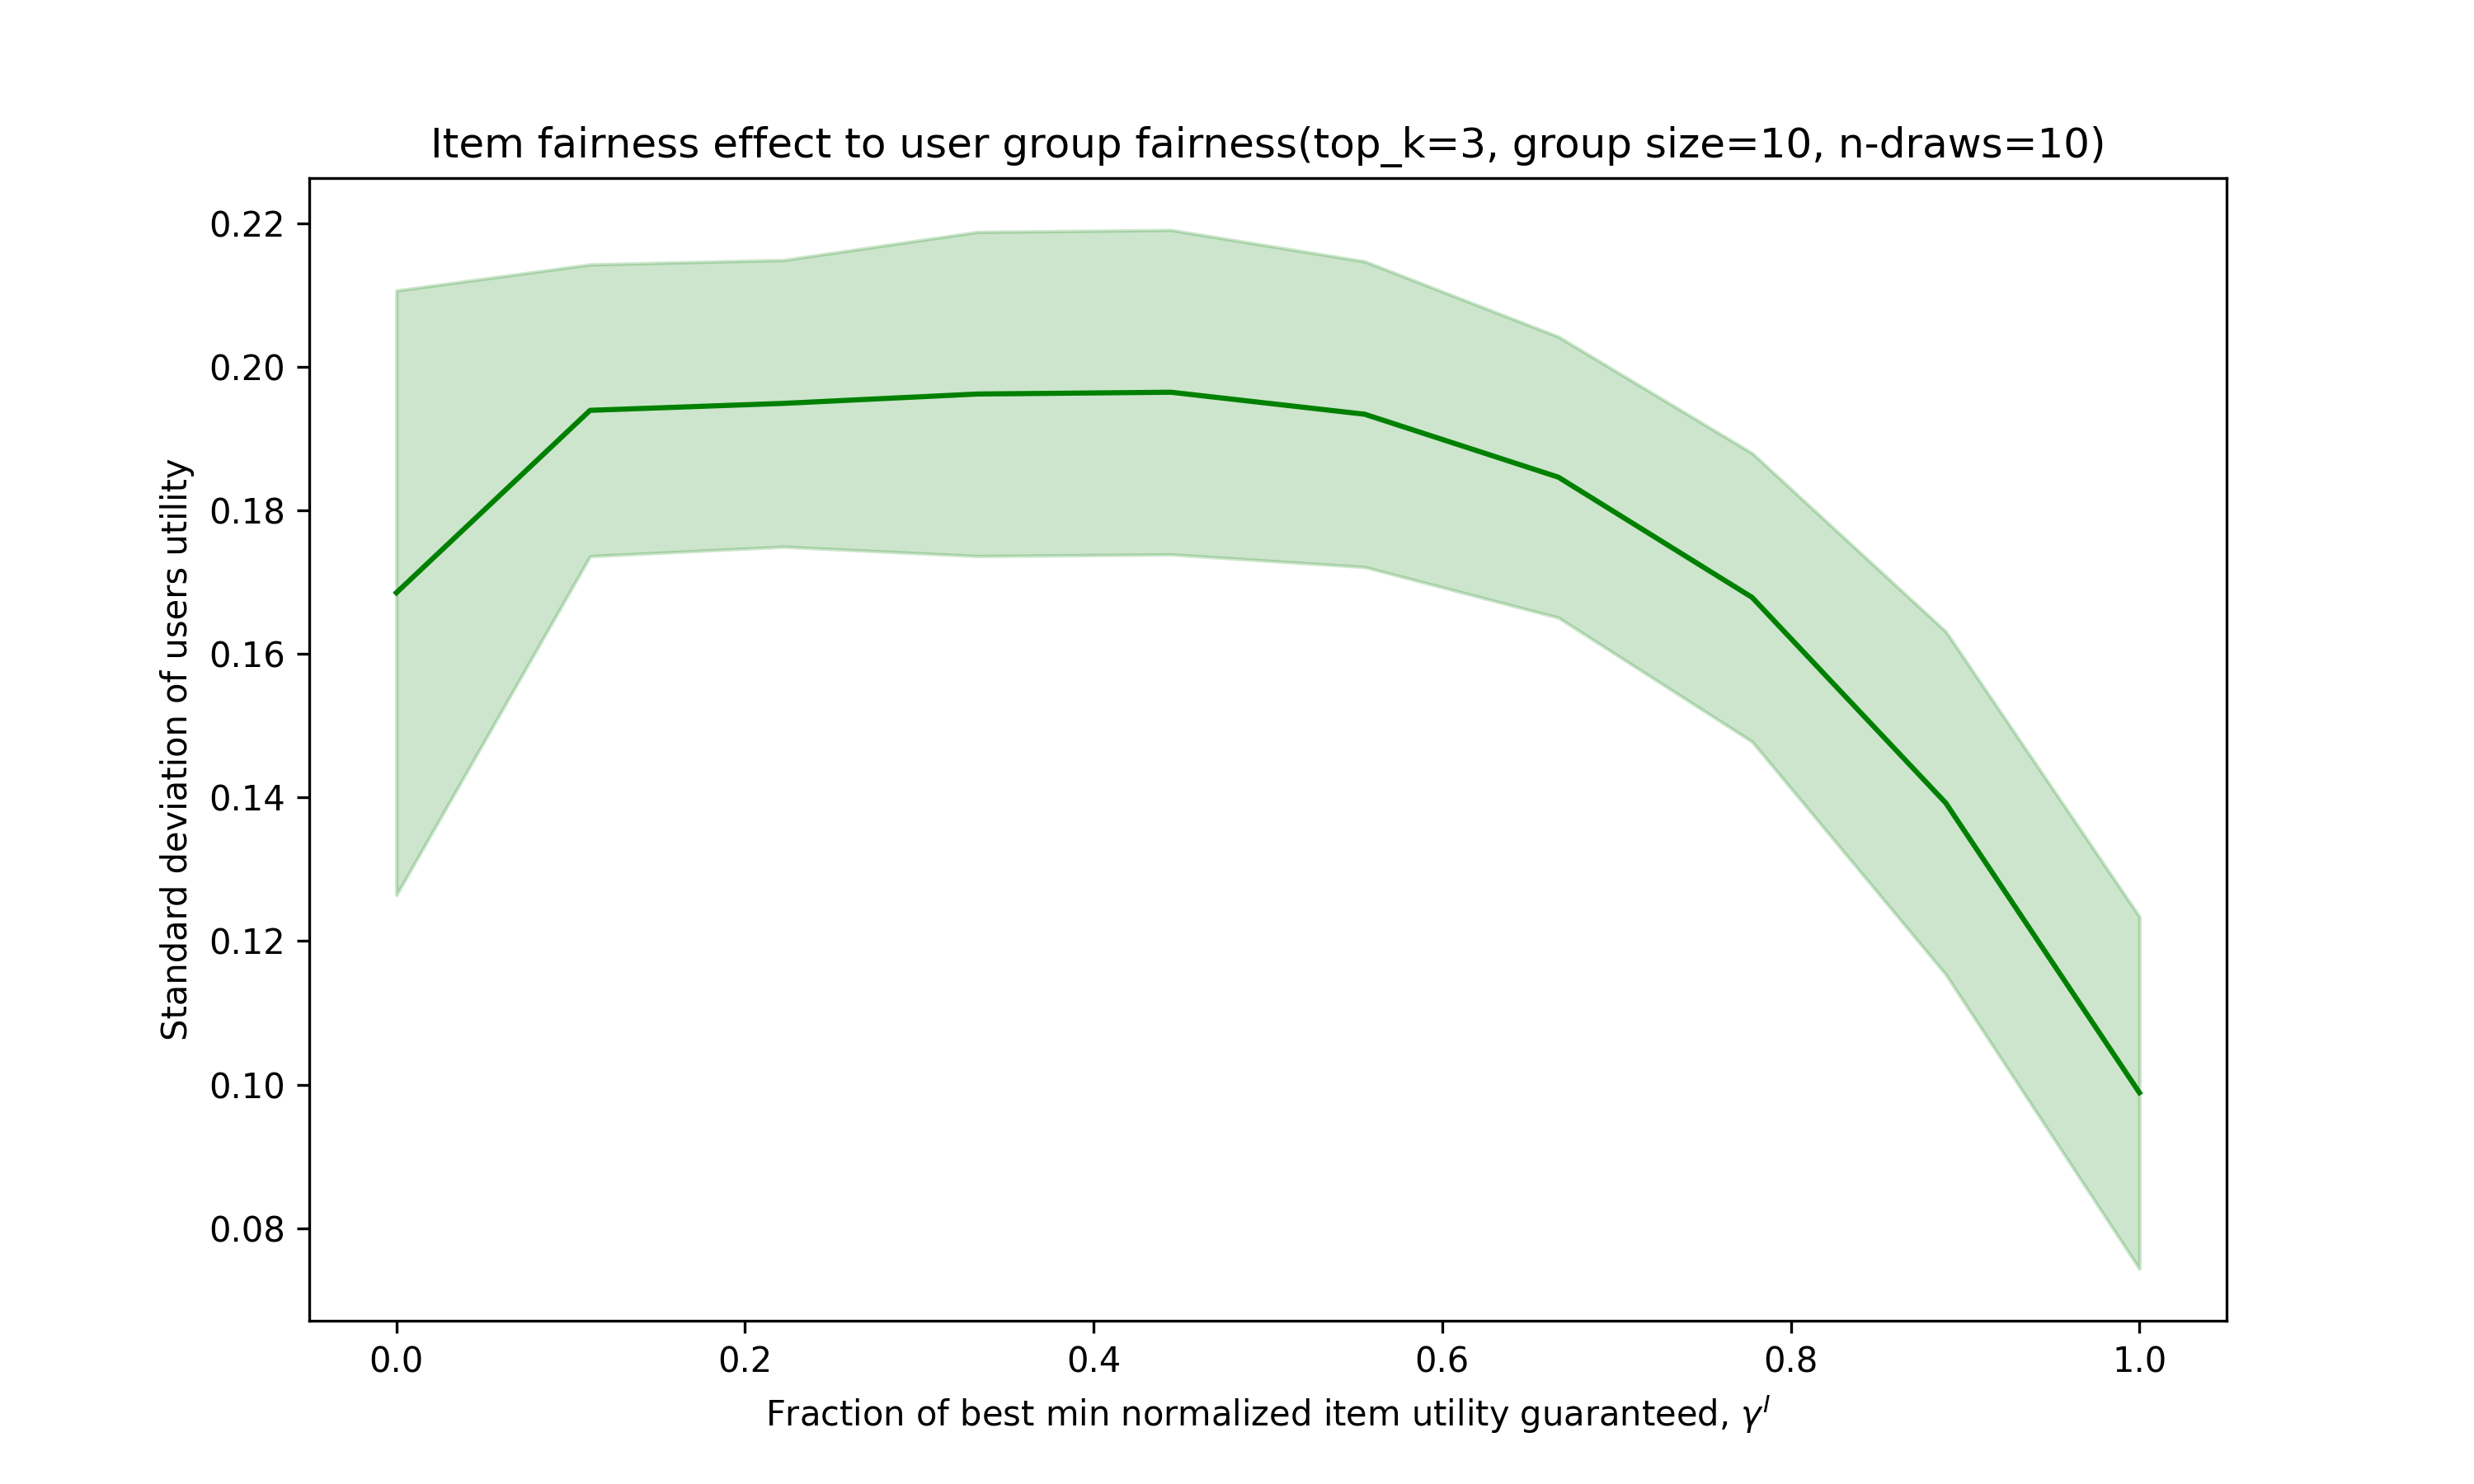 Item fairness effect to user group fairness(top_k=3, group size=10, n-draws=10)
Standard deviation of users utility
0.22
0.20
0.18
0.16
0.14
0.12
0.10
0.08
0.0 0.2 0.4 0.6 0.8 1.0
Fraction of best min normalized item utility guaranteed, γᴵ